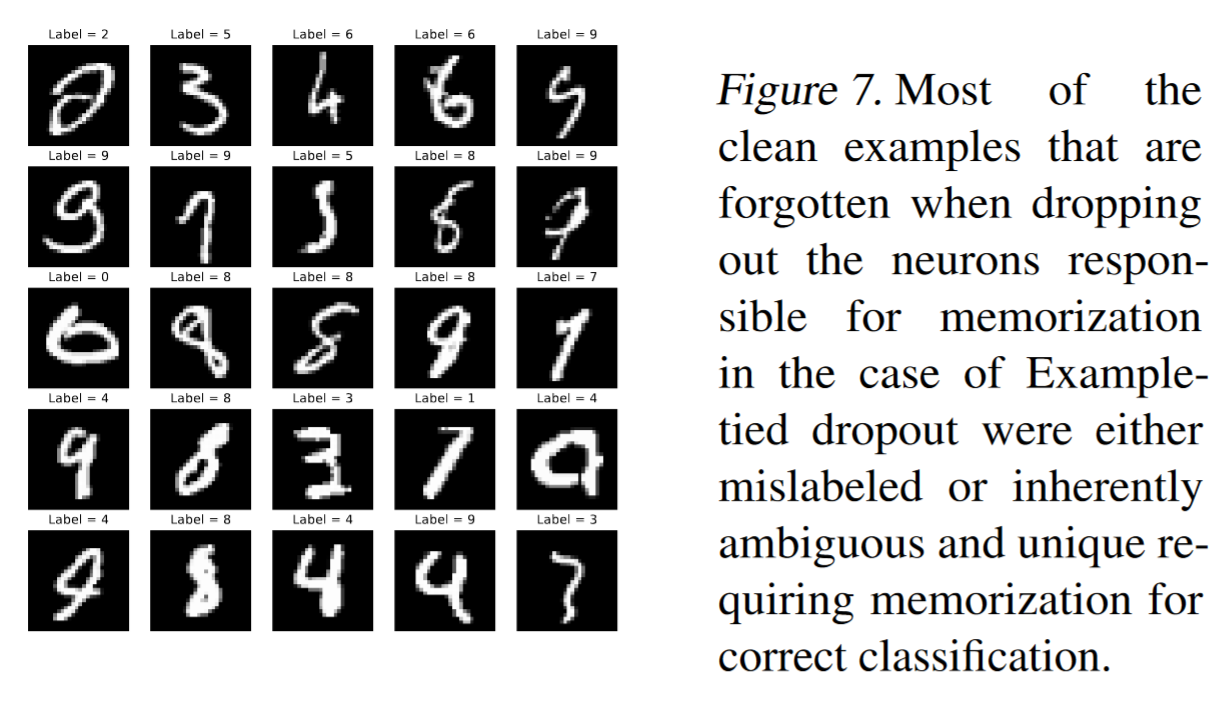 Label = 2 Label = 5 Label = 6 Label = 6 Label = 9
Label = 9 Label = 9 Label = 5 Label = 8 Label = 9
Label = 0 Label = 8 Label = 8 Label = 8 Label = 7
Label = 4 Label = 8 Label = 3 Label = 1 Label = 4
Label = 4 Label = 8 Label = 4 Label = 9 Label = 3
Figure 7. Most of the
clean examples that are
forgotten when dropping
out the neurons respon-
sible for memorization
in the case of Example-
tied dropout were either
mislabeled or inherently
ambiguous and unique re-
quiring memorization for
correct classification.